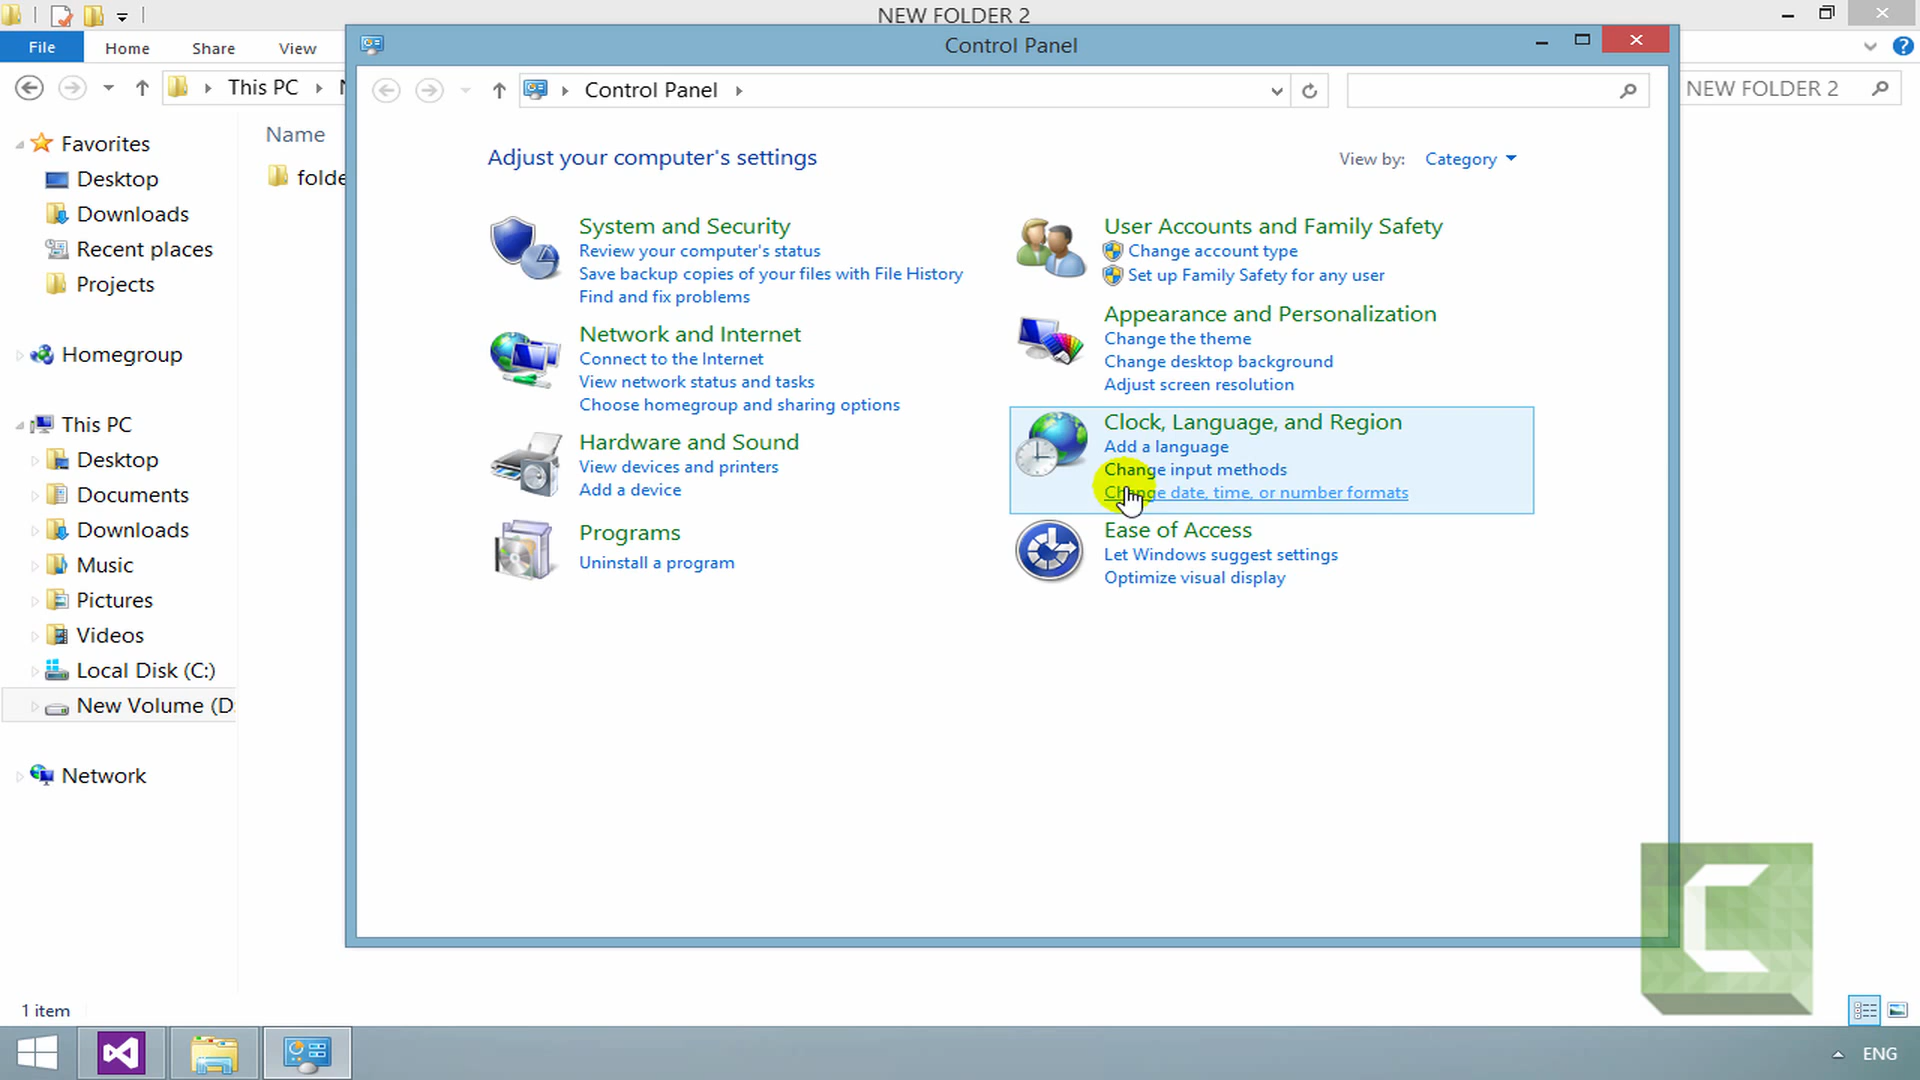 NEW FOLDER 2
File
Home
Share
View
This PC
NEW FOLDER 2
Favorites
Desktop
Downloads
Recent places
Projects
Homegroup
This PC
Desktop
Documents
Downloads
Music
Pictures
Videos
Local Disk (C:)
New Volume (D:
Network
Name
folde
1 item
Control Panel
Control Panel
Adjust your computer's settings
View by: Category
System and Security
Review your computer's status
Save backup copies of your files with File History
Find and fix problems
Network and Internet
Connect to the Internet
View network status and tasks
Choose homegroup and sharing options
Hardware and Sound
View devices and printers
Add a device
Programs
Uninstall a program
User Accounts and Family Safety
Change account type
Set up Family Safety for any user
Appearance and Personalization
Change the theme
Change desktop background
Adjust screen resolution
Clock, Language, and Region
Add a language
Change input methods
Change date, time, or number formats
Ease of Access
Let Windows suggest settings
Optimize visual display
ENG